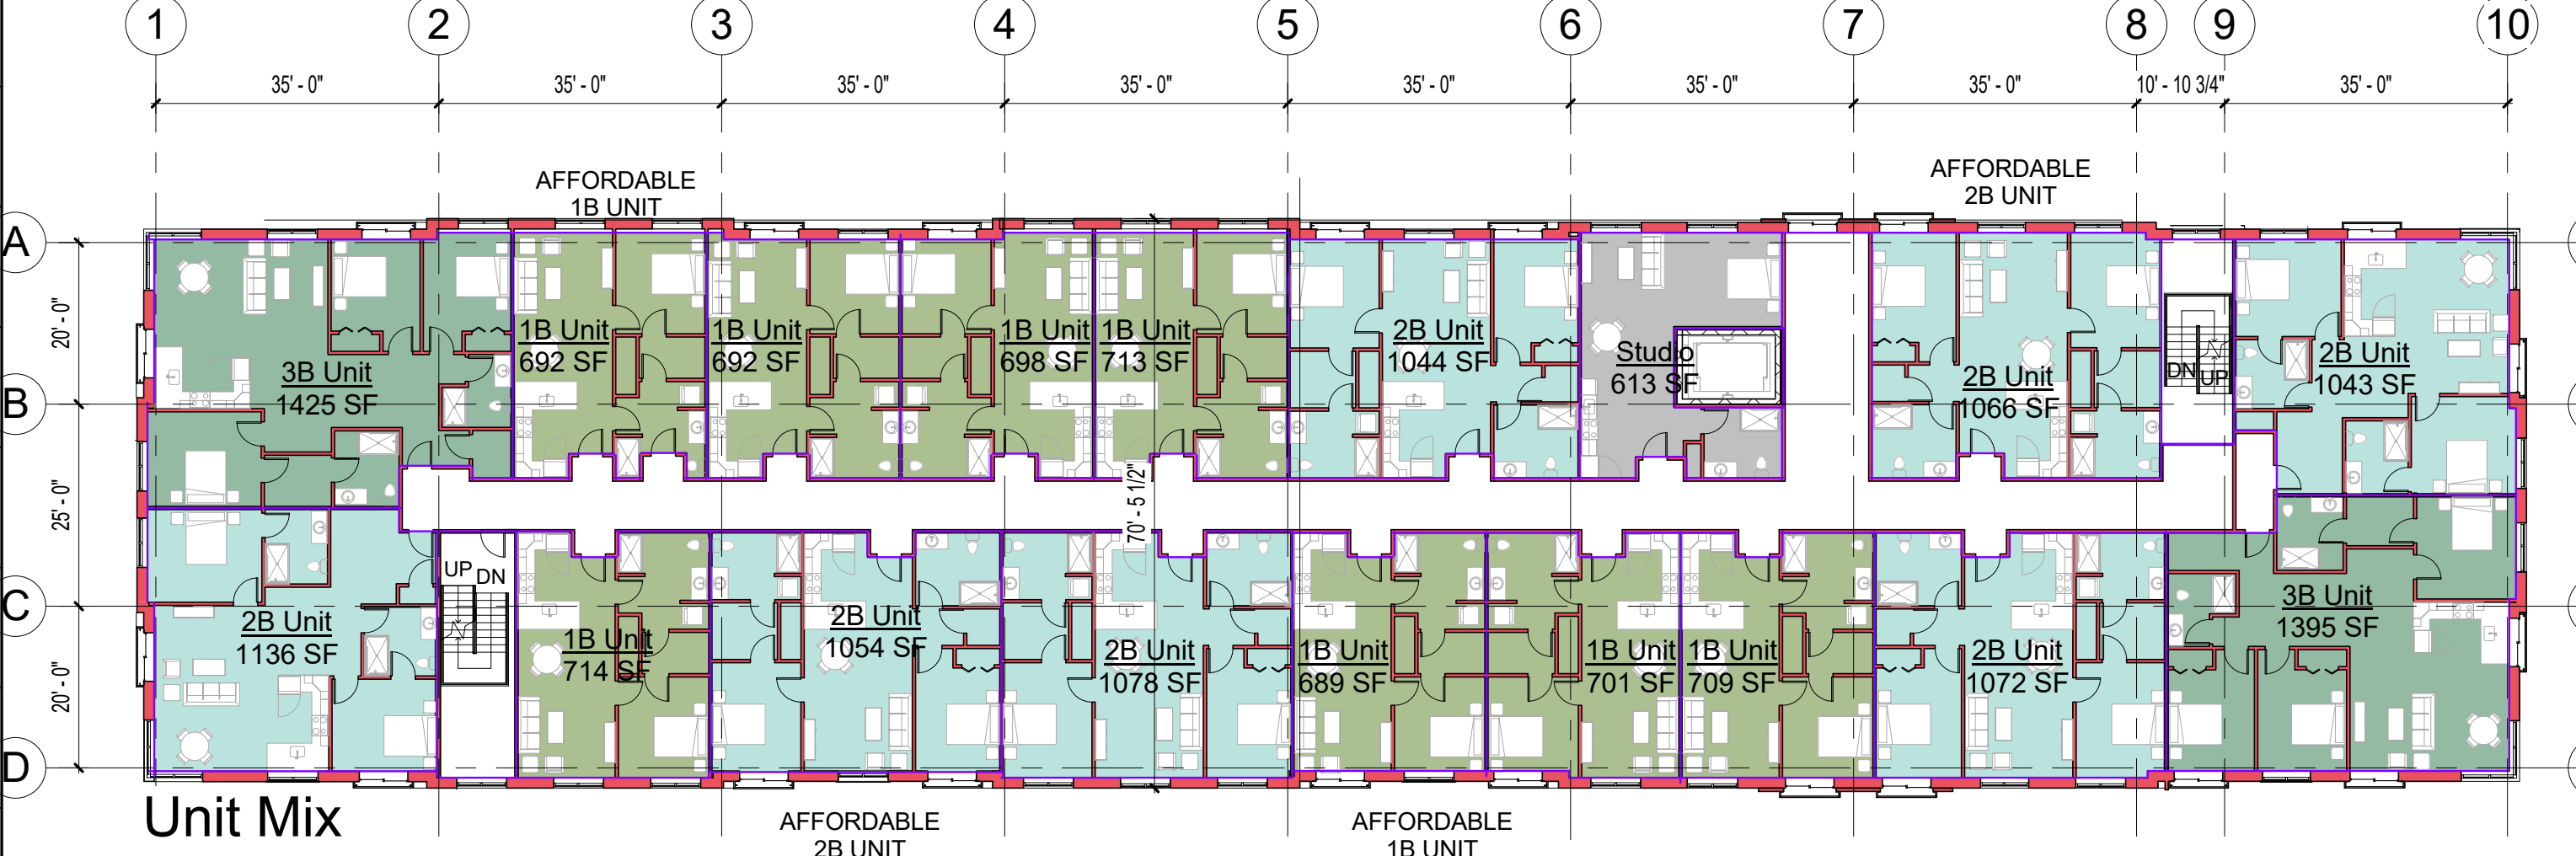 1 2 3 4 5 6 7 8 9 10
35' - 0" 35' - 0" 35' - 0" 35' - 0" 35' - 0" 35' - 0" 35' - 0" 10' - 10 3/4" 35' - 0"
AFFORDABLE
1B UNIT
AFFORDABLE
2B UNIT
A
20' - 0"
B
25' - 0"
C
20' - 0"
D
3B Unit
1425 SF
1B Unit
692 SF
1B Unit
692 SF
1B Unit
698 SF
1B Unit
713 SF
2B Unit
1044 SF
Studio
613 SF
2B Unit
1066 SF
DN UP
2B Unit
1043 SF
70' - 5 1/2"
2B Unit
1136 SF
UP DN
1B Unit
714 SF
2B Unit
1054 SF
2B Unit
1078 SF
1B Unit
689 SF
1B Unit
701 SF
1B Unit
709 SF
2B Unit
1072 SF
3B Unit
1395 SF
Unit Mix
AFFORDABLE
2B UNIT
AFFORDABLE
1B UNIT